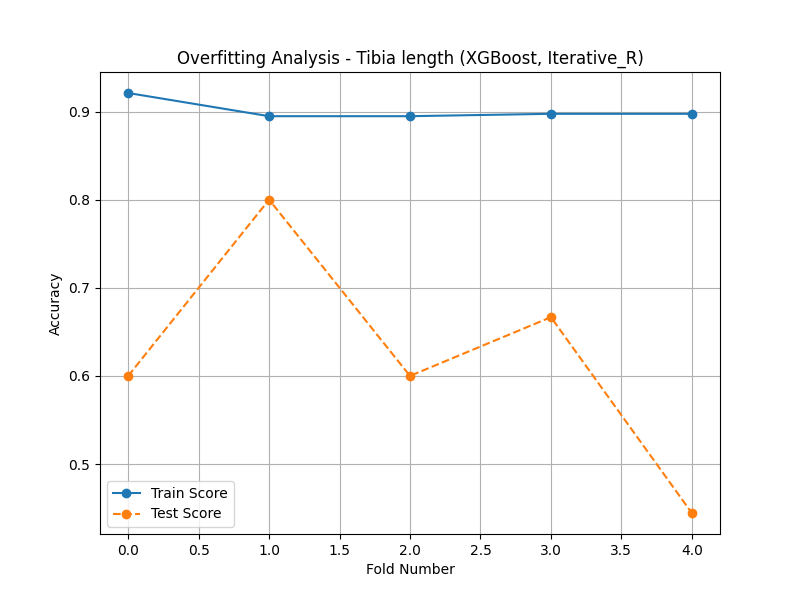 Overfitting Analysis - Tibia length (XGBoost, Iterative_R)
0.9
0.8
0.7
0.6
0.5
Accuracy
Train Score
Test Score
0.0 0.5 1.0 1.5 2.0 2.5 3.0 3.5 4.0
Fold Number